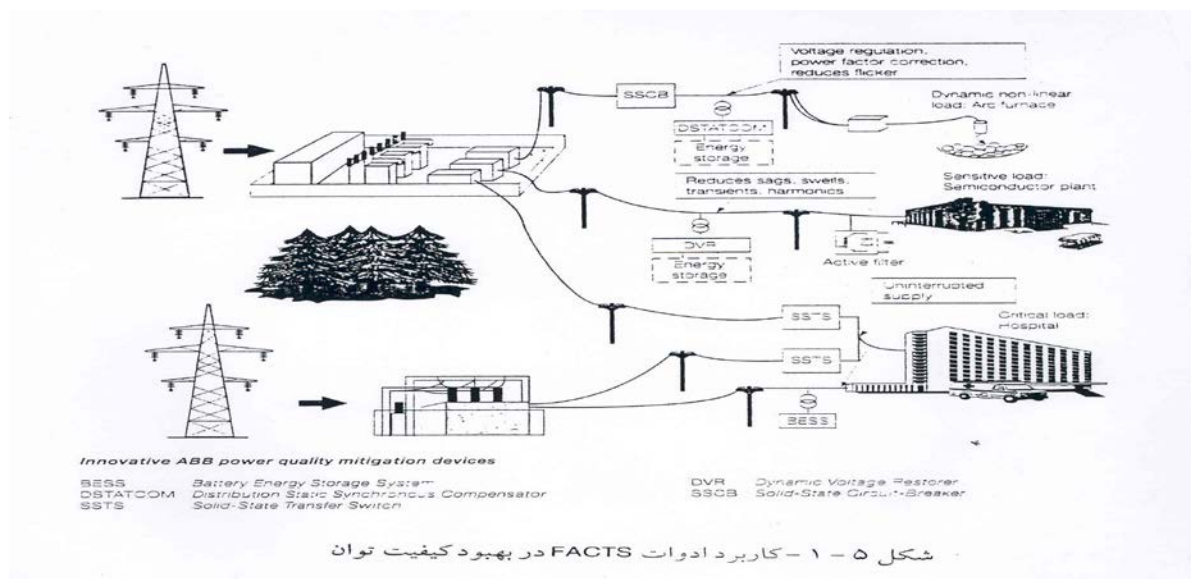 Voltage regulation,
power factor correction,
reduces flicker
SSCB
Dynamic non-linear
load: Arc furnace
DSTATCOM
Energy
storage
Reduces sags, swells,
transients, harmonics
Sensitive load:
Semiconductor plant
DVR
Energy
storage
Active filter
Uninterrupted
supply
SSTS
Critical load:
Hospital
SSTS
BESS
Innovative ABB power quality mitigation devices
BESS Battery Energy Storage System
DSTATCOM Distribution Static Synchronous Compensator
SSTS Solid-State Transfer Switch
DVR Dynamic Voltage Restorer
SSCB Solid-State Circuit-Breaker
شکل ۵ - ۱ - کاربرد ادوات FACTS در بهبود کیفیت توان